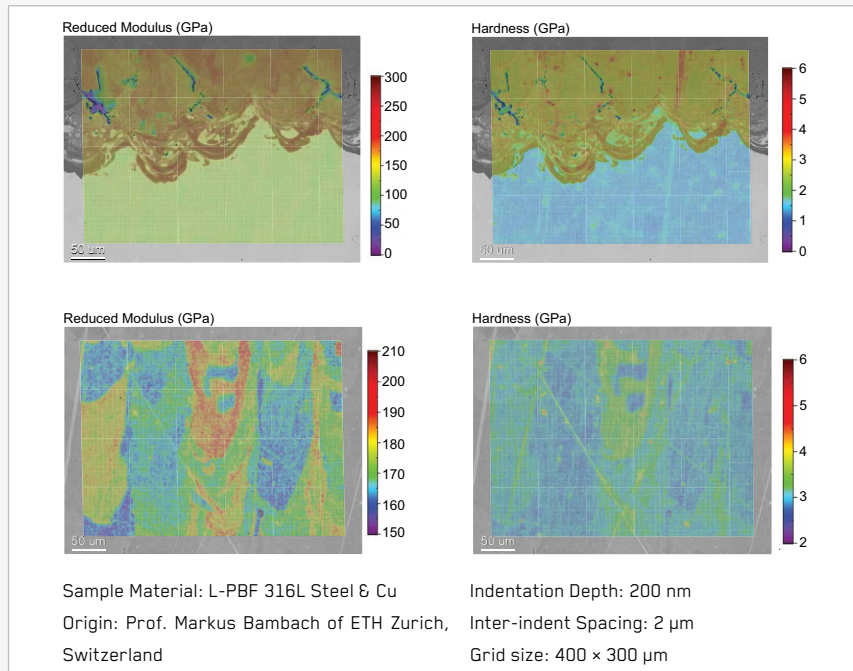 Reduced Modulus (GPa)
300
250
200
150
100
50
0
50 um
Hardness (GPa)
6
5
4
3
2
1
0
50 um
Reduced Modulus (GPa)
210
200
190
180
170
160
150
50 um
Hardness (GPa)
6
5
4
3
2
50 um
Sample Material: L-PBF 316L Steel & Cu
Origin: Prof. Markus Bambach of ETH Zurich,
Switzerland
Indentation Depth: 200 nm
Inter-indent Spacing: 2 µm
Grid size: 400 × 300 µm